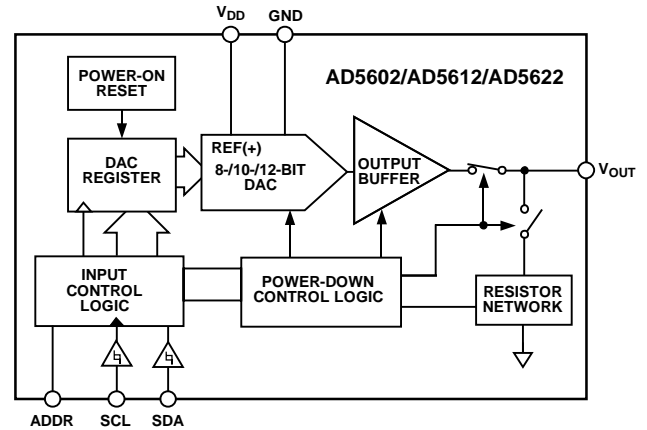 VDD GND
POWER-ON
RESET
AD5602/AD5612/AD5622
DAC
REGISTER
REF(+)
8-/10-/12-BIT
DAC
OUTPUT
BUFFER
VOUT
INPUT
CONTROL
LOGIC
POWER-DOWN
CONTROL LOGIC
RESISTOR
NETWORK
ADDR SCL SDA